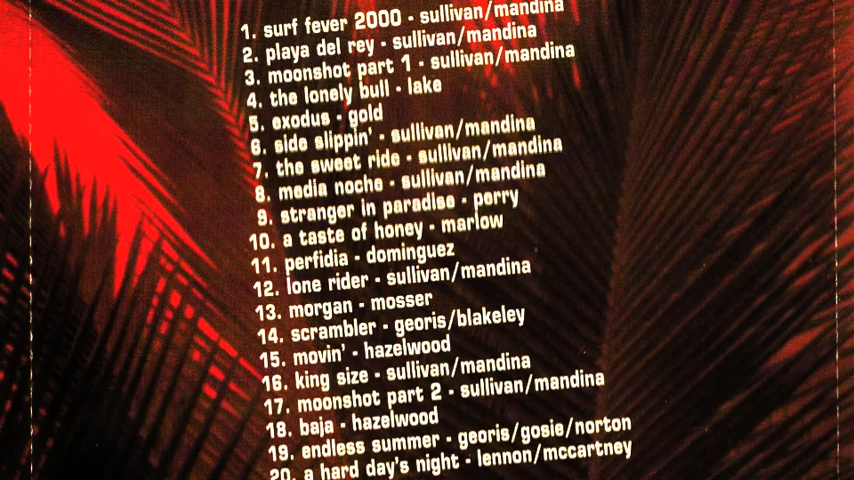 1. surf fever 2000 - sullivan/mandina
2. playa del rey - sullivan/mandina
3. moonshot part 1 - sullivan/mandina
4. the lonely bull - lake
5. exodus - gold
6. side slippin' - sullivan/mandina
7. the sweet ride - sullivan/mandina
8. media noche - sullivan/mandina
9. stranger in paradise - perry
10. a taste of honey - marlow
11. perfidia - dominguez
12. lone rider - sullivan/mandina
13. morgan - mosser
14. scrambler - georis/blakeley
15. movin' - hazelwood
16. king size - sullivan/mandina
17. moonshot part 2 - sullivan/mandina
18. baja - hazelwood
19. endless summer - georis/gosie/norton
20. a hard day's night - lennon/mccartney